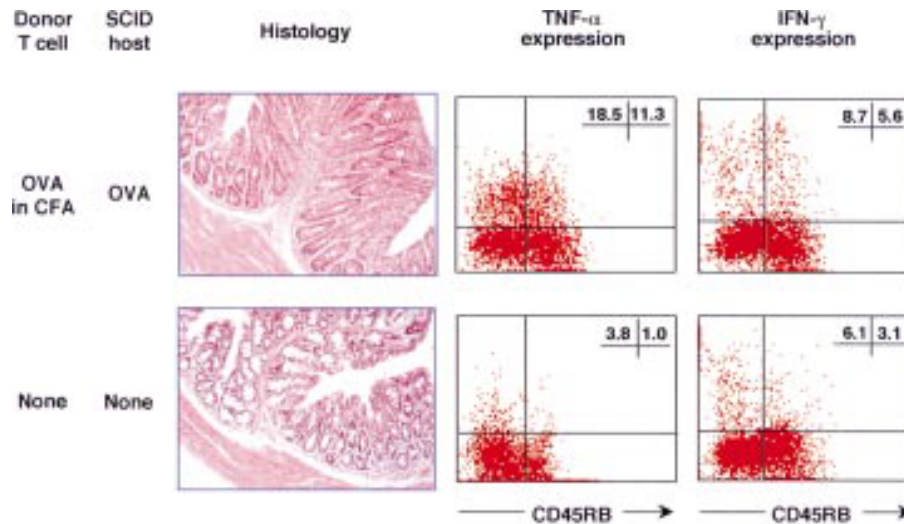 Donor T cell
SCID host
Histology
TNF-α expression
IFN-γ expression
OVA in CFA
OVA
18.5 11.3
8.7 5.6
None
None
3.8 1.0
6.1 3.1
CD45RB
CD45RB